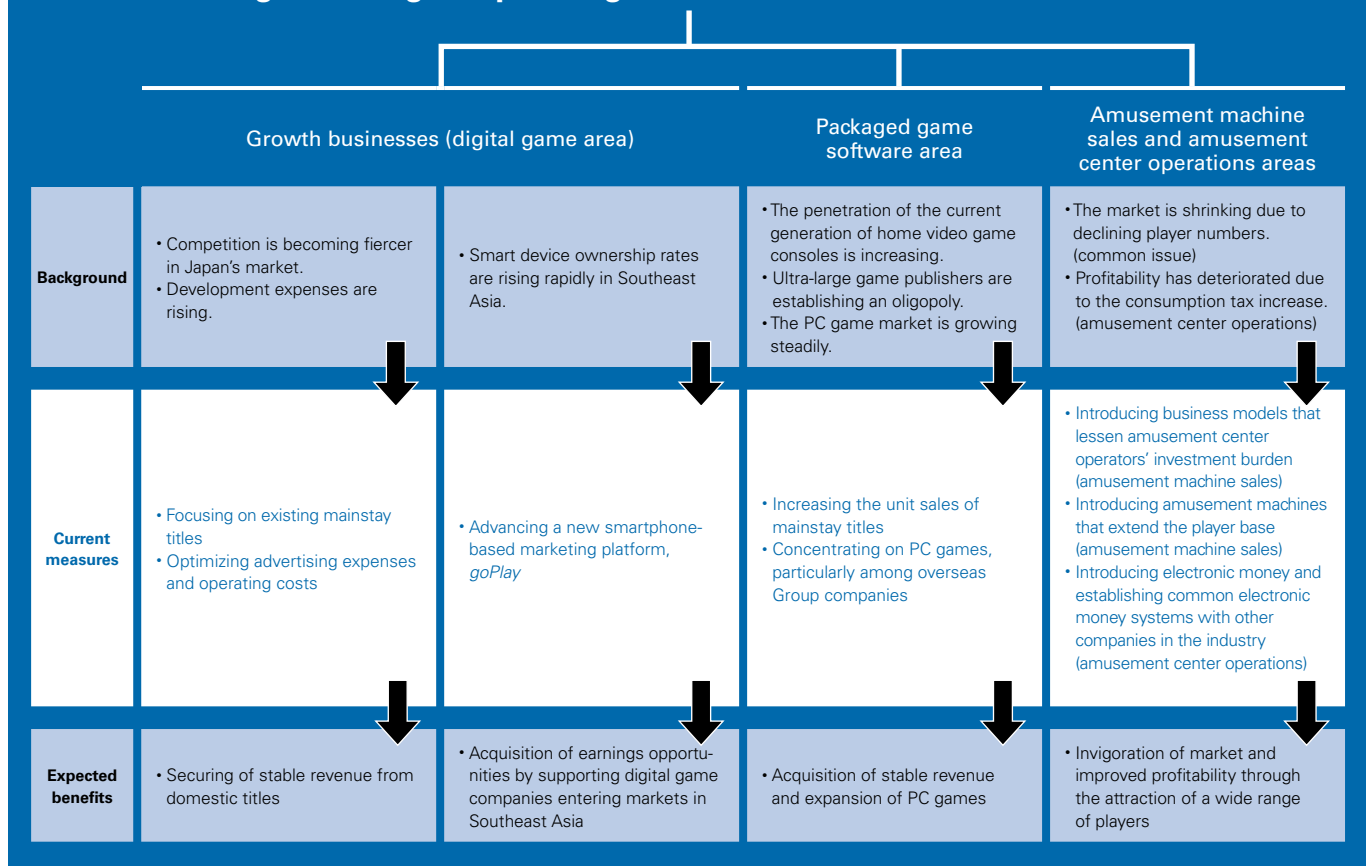 Growth businesses (digital game area)
Packaged game
software area
Amusement machine
sales and amusement
center operations areas
Background
• Competition is becoming fiercer
in Japan's market.
• Development expenses are
rising.
• Smart device ownership rates
are rising rapidly in Southeast
Asia.
• The penetration of the current
generation of home video game
consoles is increasing.
• Ultra-large game publishers are
establishing an oligopoly.
• The PC game market is growing
steadily.
• The market is shrinking due to
declining player numbers.
(common issue)
• Profitability has deteriorated due
to the consumption tax increase.
(amusement center operations)
Current
measures
• Focusing on existing mainstay
titles
• Optimizing advertising expenses
and operating costs
• Advancing a new smartphone-
based marketing platform,
goPlay
• Increasing the unit sales of
mainstay titles
• Concentrating on PC games,
particularly among overseas
Group companies
• Introducing business models that
lessen amusement center
operators' investment burden
(amusement machine sales)
• Introducing amusement machines
that extend the player base
(amusement machine sales)
• Introducing electronic money and
establishing common electronic
money systems with other
companies in the industry
(amusement center operations)
Expected
benefits
• Securing of stable revenue from
domestic titles
• Acquisition of earnings opportu-
nities by supporting digital game
companies entering markets in
Southeast Asia
• Acquisition of stable revenue
and expansion of PC games
• Invigoration of market and
improved profitability through
the attraction of a wide range
of players